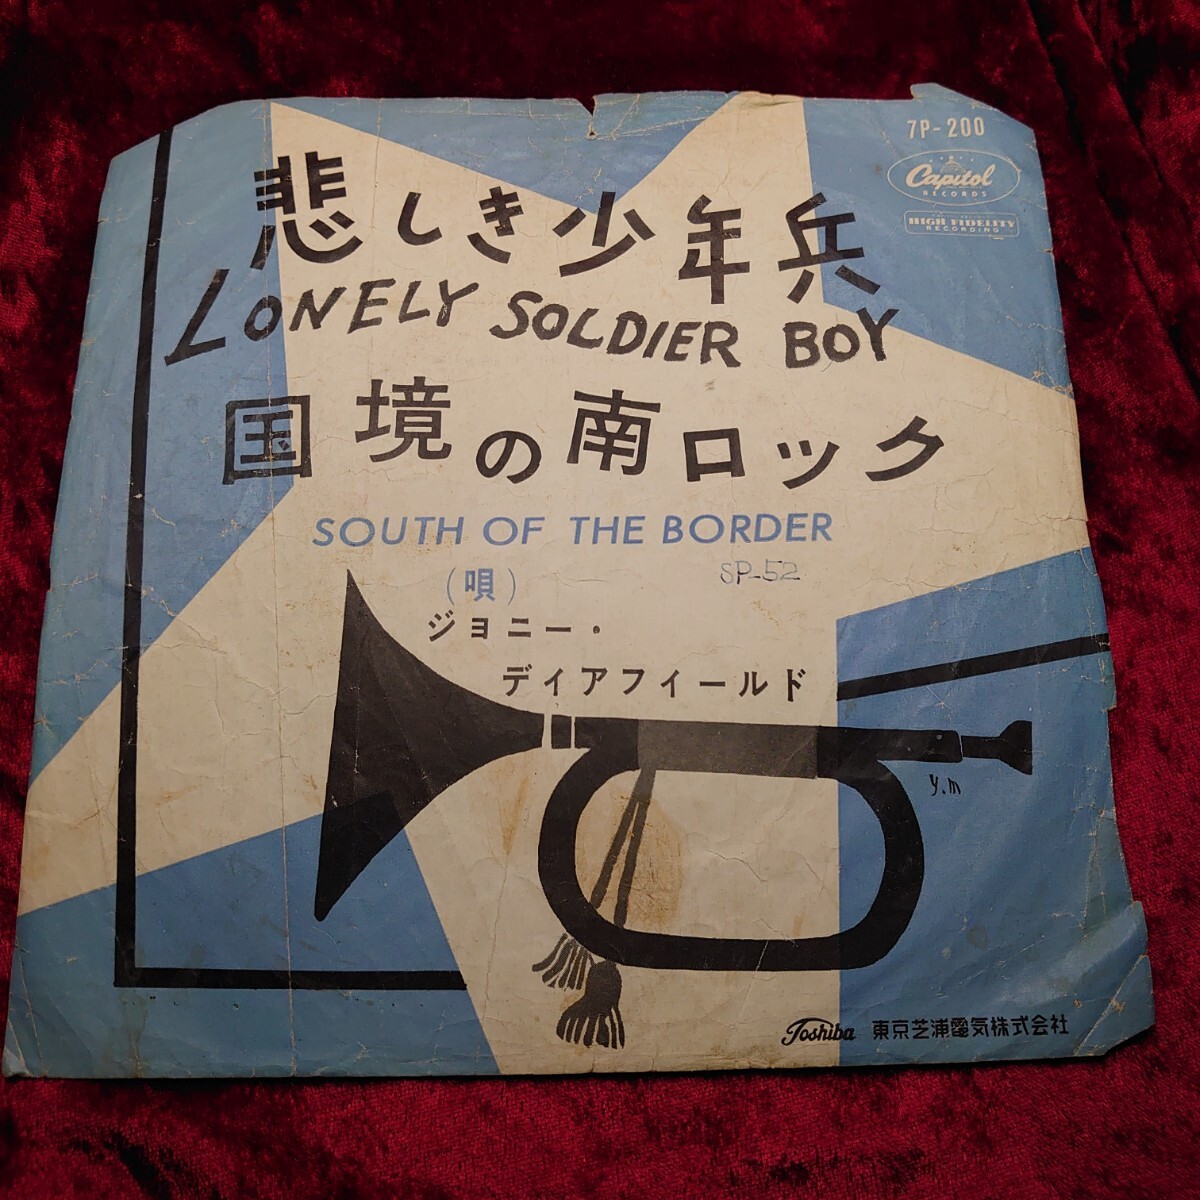 7P-200
Capitol
RECORDS
HIGH FIDELITY
RECORDING
悲しき少年兵
LONELY SOLDIER BOY
国境の南ロック
SOUTH OF THE BORDER
(唄)
SP-52
ジョニー・
デイアフイールド
y.m
Toshiba 東京芝浦電気株式会社